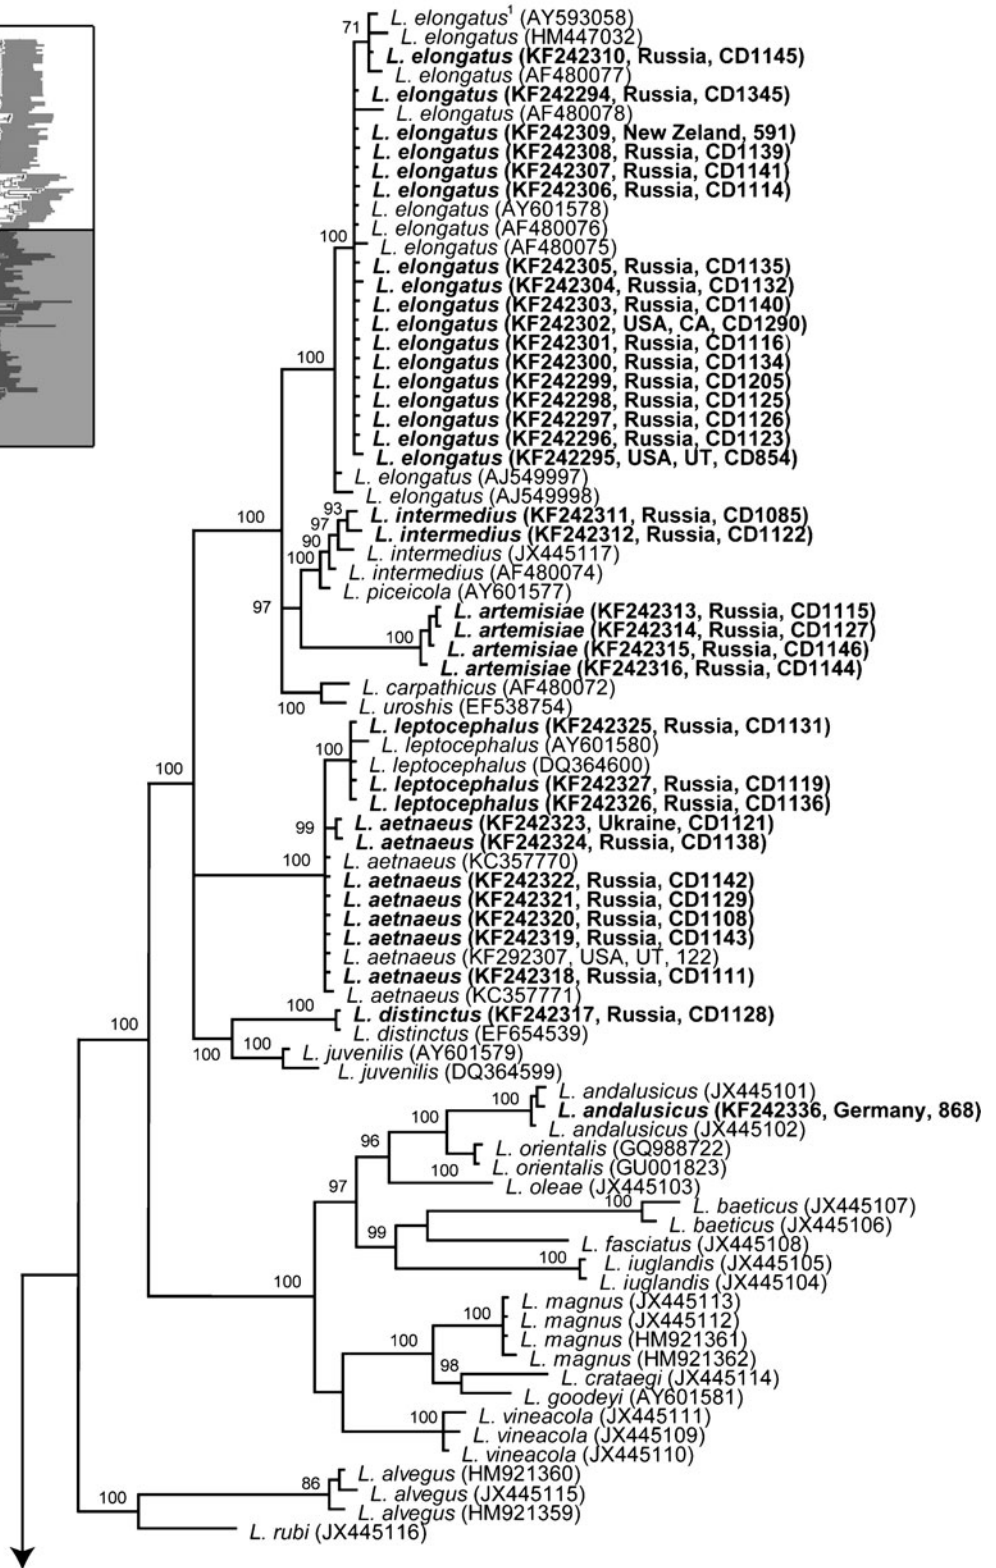 L. elongatus¹ (AY593058)
71
L. elongatus (HM447032)
L. elongatus (KF242310, Russia, CD1145)
L. elongatus (AF480077)
L. elongatus (KF242294, Russia, CD1345)
L. elongatus (AF480078)
L. elongatus (KF242309, New Zeland, 591)
L. elongatus (KF242308, Russia, CD1139)
L. elongatus (KF242307, Russia, CD1141)
L. elongatus (KF242306, Russia, CD1114)
L. elongatus (AY601578)
L. elongatus (AF480076)
100
L. elongatus (AF480075)
L. elongatus (KF242305, Russia, CD1135)
L. elongatus (KF242304, Russia, CD1132)
L. elongatus (KF242303, Russia, CD1140)
L. elongatus (KF242302, USA, CA, CD1290)
L. elongatus (KF242301, Russia, CD1116)
100
L. elongatus (KF242300, Russia, CD1134)
L. elongatus (KF242299, Russia, CD1205)
L. elongatus (KF242298, Russia, CD1125)
L. elongatus (KF242297, Russia, CD1126)
L. elongatus (KF242296, Russia, CD1123)
L. elongatus (KF242295, USA, UT, CD854)
L. elongatus (AJ549997)
L. elongatus (AJ549998)
93
L. intermedius (KF242311, Russia, CD1085)
100
97
L. intermedius (KF242312, Russia, CD1122)
90
L. intermedius (JX445117)
100
L. intermedius (AF480074)
L. piceicola (AY601577)
97
L. artemisiae (KF242313, Russia, CD1115)
L. artemisiae (KF242314, Russia, CD1127)
100
L. artemisiae (KF242315, Russia, CD1146)
L. artemisiae (KF242316, Russia, CD1144)
L. carpathicus (AF480072)
100
L. uroshis (EF538754)
L. leptocephalus (KF242325, Russia, CD1131)
100
L. leptocephalus (AY601580)
100
L. leptocephalus (DQ364600)
L. leptocephalus (KF242327, Russia, CD1119)
L. leptocephalus (KF242326, Russia, CD1136)
99
L. aetnaeus (KF242323, Ukraine, CD1121)
L. aetnaeus (KF242324, Russia, CD1138)
100
L. aetnaeus (KC357770)
L. aetnaeus (KF242322, Russia, CD1142)
L. aetnaeus (KF242321, Russia, CD1129)
L. aetnaeus (KF242320, Russia, CD1108)
L. aetnaeus (KF242319, Russia, CD1143)
L. aetnaeus (KF292307, USA, UT, 122)
L. aetnaeus (KF242318, Russia, CD1111)
L. aetnaeus (KC357771)
100
100
L. distinctus (KF242317, Russia, CD1128)
L. distinctus (EF654539)
100
100
L. juvenilis (AY601579)
L. juvenilis (DQ364599)
100
L. andalusicus (JX445101)
100
L. andalusicus (KF242336, Germany, 868)
L. andalusicus (JX445102)
96
L. orientalis (GQ988722)
100
L. orientalis (GU001823)
97
L. oleae (JX445103)
100
L. baeticus (JX445107)
L. baeticus (JX445106)
99
L. fasciatus (JX445108)
100
L. iuglandis (JX445105)
100
L. iuglandis (JX445104)
L. magnus (JX445113)
100
L. magnus (JX445112)
L. magnus (HM921361)
100
L. magnus (HM921362)
98
L. crataegi (JX445114)
L. goodeyi (AY601581)
100
L. vineacola (JX445111)
L. vineacola (JX445109)
L. vineacola (JX445110)
L. alvegus (HM921360)
86
L. alvegus (JX445115)
100
L. alvegus (HM921359)
L. rubi (JX445116)